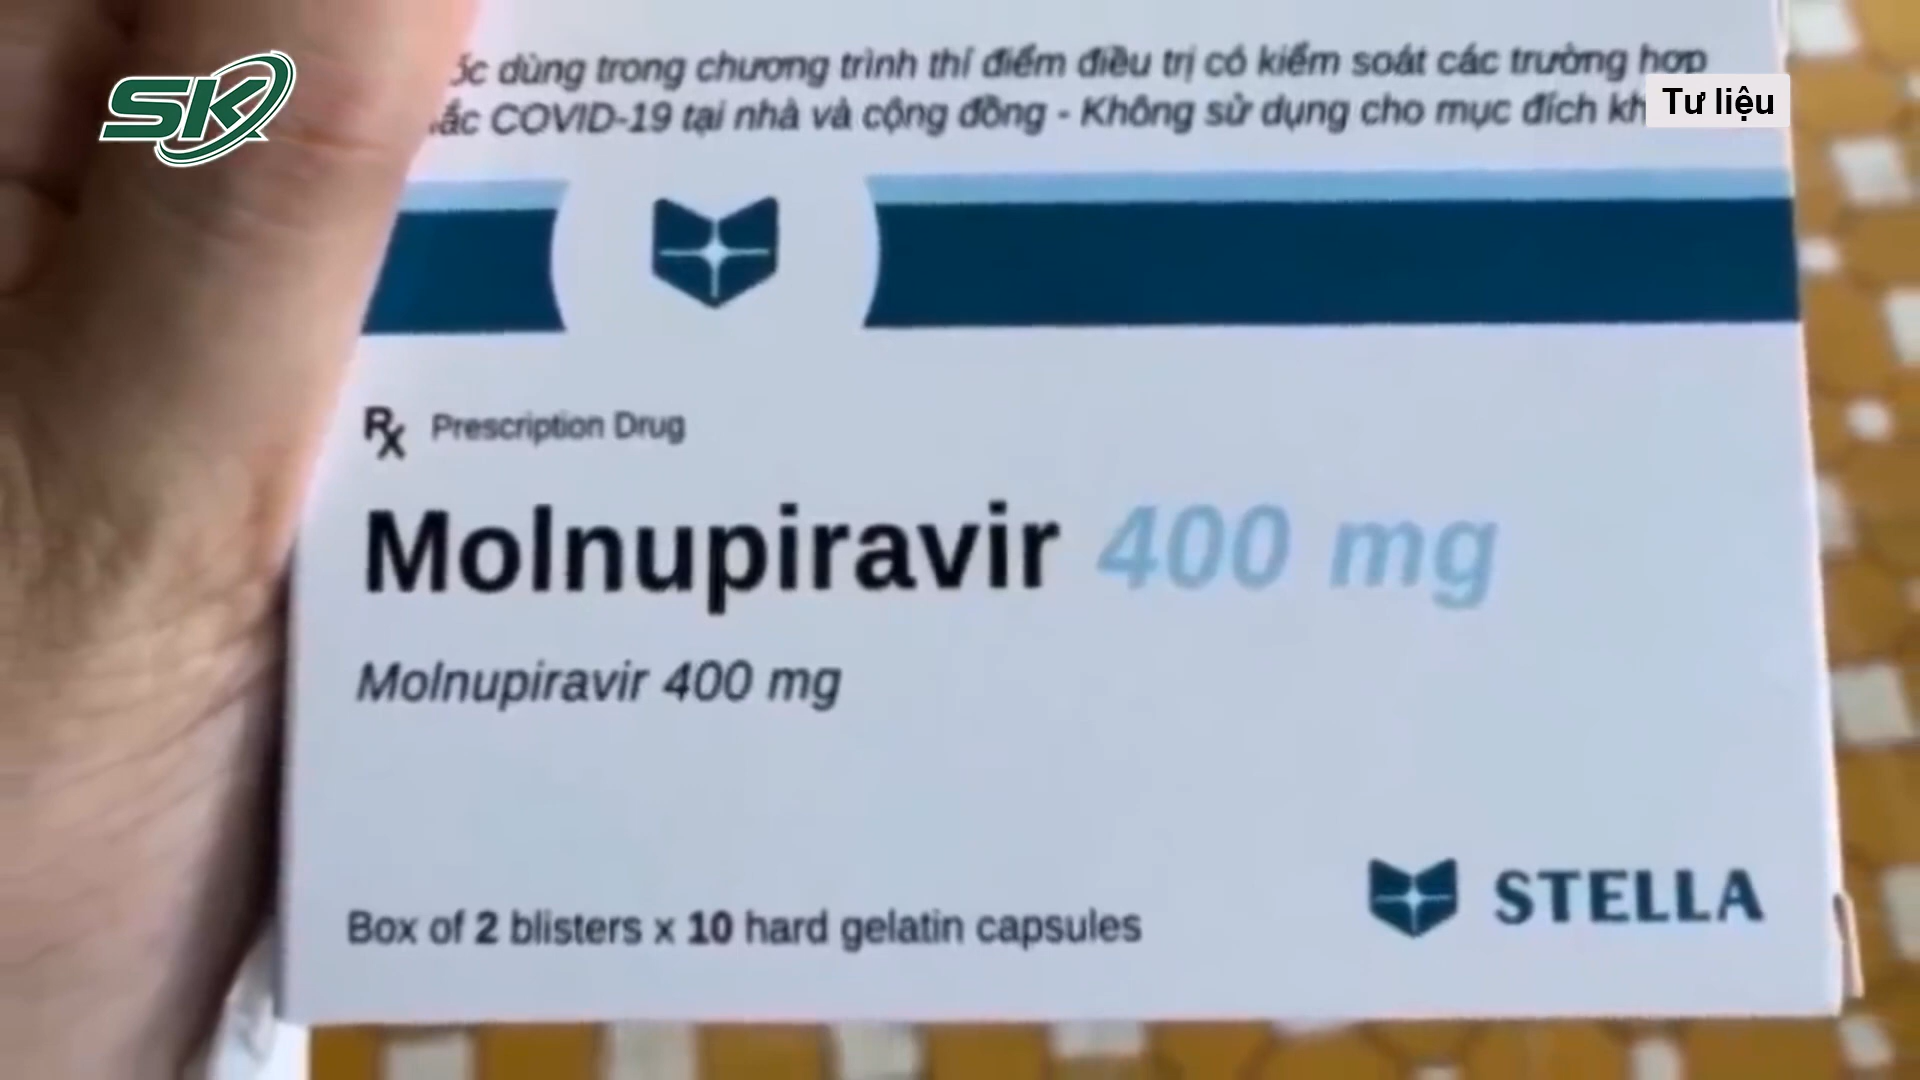 SK
dùng trong chương trình thí điểm điều trị có kiểm soát các trường hợp
COVID-19 tại nhà và cộng đồng - Không sử dụng cho mục đích
Tư liệu
Rx Prescription Drug
Molnupiravir 400 mg
Molnupiravir 400 mg
Box of 2 blisters x 10 hard gelatin capsules
STELLA